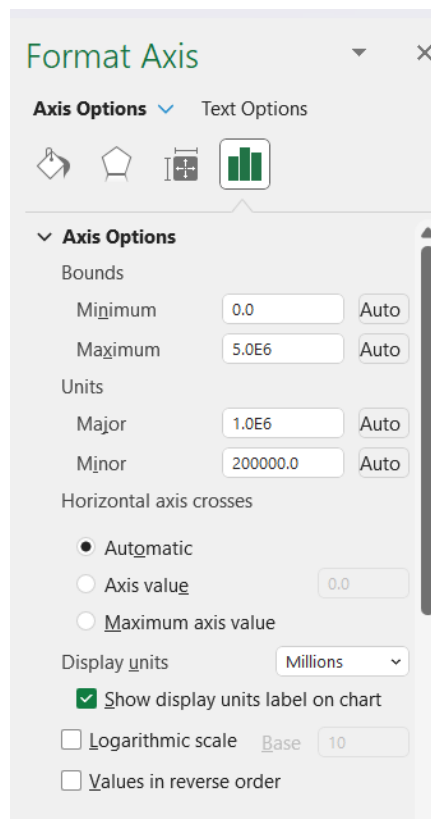 Format Axis
Axis Options Text Options
Axis Options
Bounds
Minimum 0.0 Auto
Maximum 5.0E6 Auto
Units
Major 1.0E6 Auto
Minor 200000.0 Auto
Horizontal axis crosses
Automatic
Axis value 0.0
Maximum axis value
Display units Millions
Show display units label on chart
Logarithmic scale Base 10
Values in reverse order